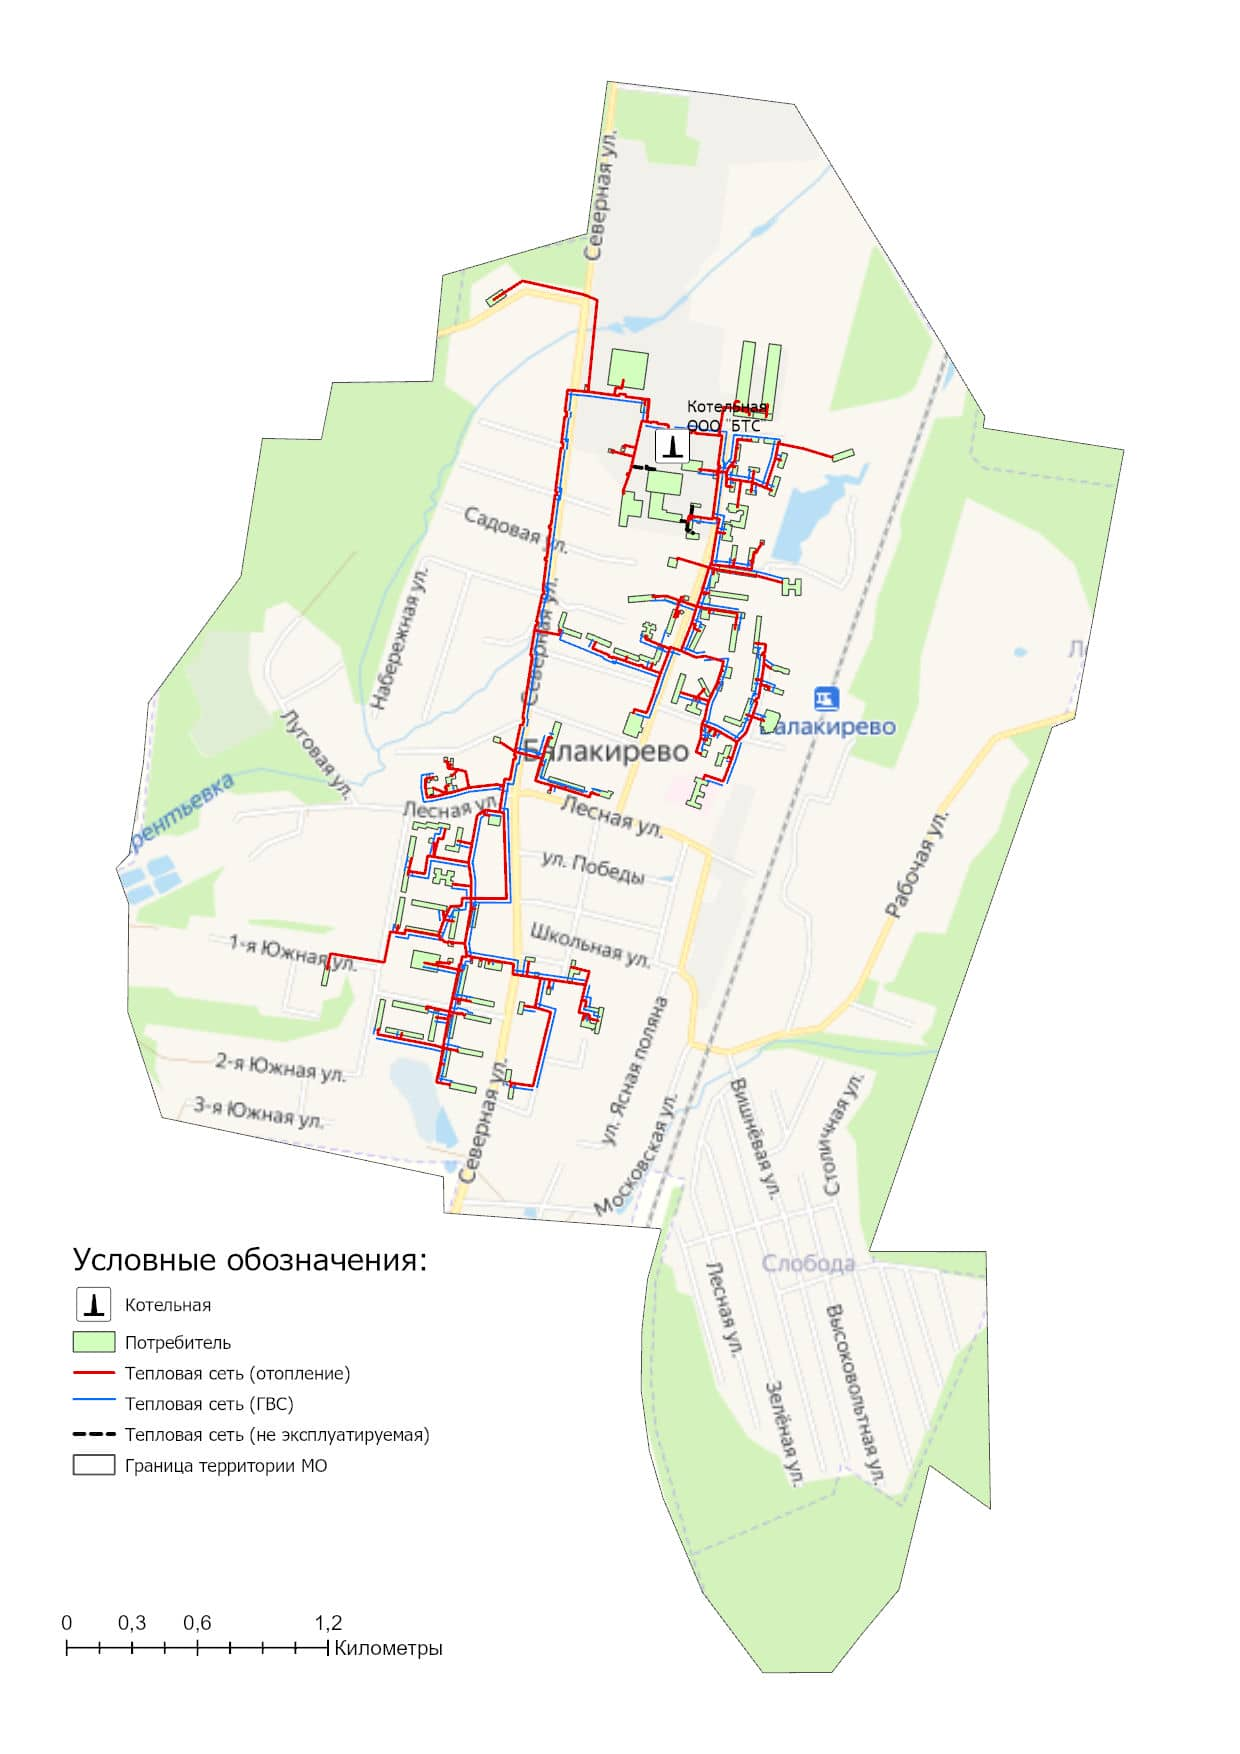 Северная ул.
Котельная
ООО "БТС"
Садовая ул.
Набережная ул.
Северная ул.
Луговая ул.
Балакирево
Балакирево
Лесная ул.
Лесная ул.
ул. Победы
Рабочая ул.
Школьная ул.
1-я Южная ул.
2-я Южная ул.
3-я Южная ул.
Северная ул.
ул. Ясная поляна
Московская ул.
Вишнёвая ул.
Столичная ул.
Слобода
Лесная ул.
Высоковольтная ул.
Зелёная ул.
Условные обозначения:
Котельная
Потребитель
Тепловая сеть (отопление)
Тепловая сеть (ГВС)
Тепловая сеть (не эксплуатируемая)
Граница территории МО
0 0,3 0,6 1,2
Километры